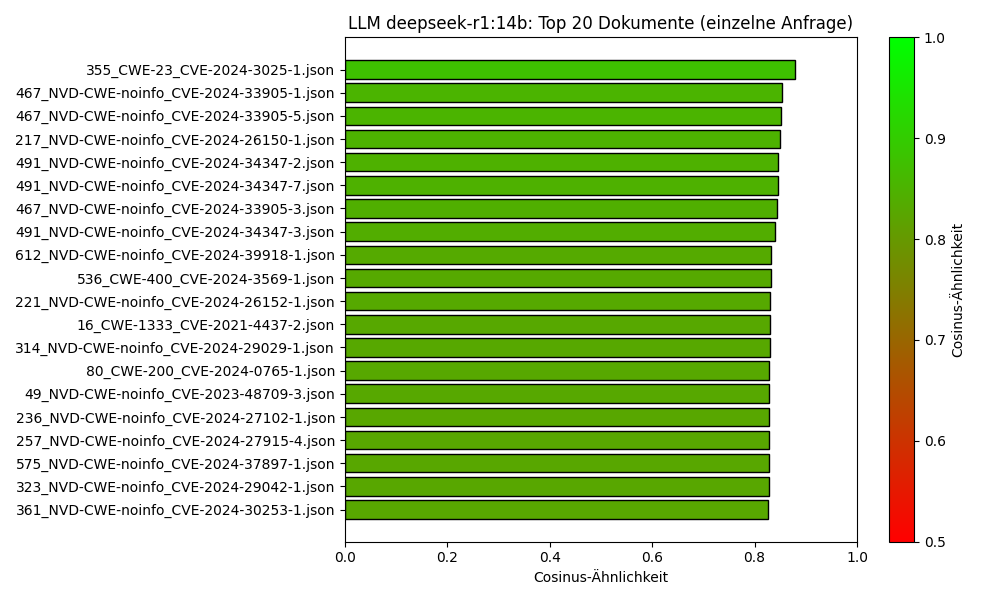 LLM deepseek-r1:14b: Top 20 Dokumente (einzelne Anfrage)
355_CWE-23_CVE-2024-3025-1.json
467_NVD-CWE-noinfo_CVE-2024-33905-1.json
467_NVD-CWE-noinfo_CVE-2024-33905-5.json
217_NVD-CWE-noinfo_CVE-2024-26150-1.json
491_NVD-CWE-noinfo_CVE-2024-34347-2.json
491_NVD-CWE-noinfo_CVE-2024-34347-7.json
467_NVD-CWE-noinfo_CVE-2024-33905-3.json
491_NVD-CWE-noinfo_CVE-2024-34347-3.json
612_NVD-CWE-noinfo_CVE-2024-39918-1.json
536_CWE-400_CVE-2024-3569-1.json
221_NVD-CWE-noinfo_CVE-2024-26152-1.json
16_CWE-1333_CVE-2021-4437-2.json
314_NVD-CWE-noinfo_CVE-2024-29029-1.json
80_CWE-200_CVE-2024-0765-1.json
49_NVD-CWE-noinfo_CVE-2023-48709-3.json
236_NVD-CWE-noinfo_CVE-2024-27102-1.json
257_NVD-CWE-noinfo_CVE-2024-27915-4.json
575_NVD-CWE-noinfo_CVE-2024-37897-1.json
323_NVD-CWE-noinfo_CVE-2024-29042-1.json
361_NVD-CWE-noinfo_CVE-2024-30253-1.json
0.0 0.2 0.4 0.6 0.8 1.0
Cosinus-Ähnlichkeit
1.0
0.9
0.8
0.7
0.6
0.5
Cosinus-Ähnlichkeit